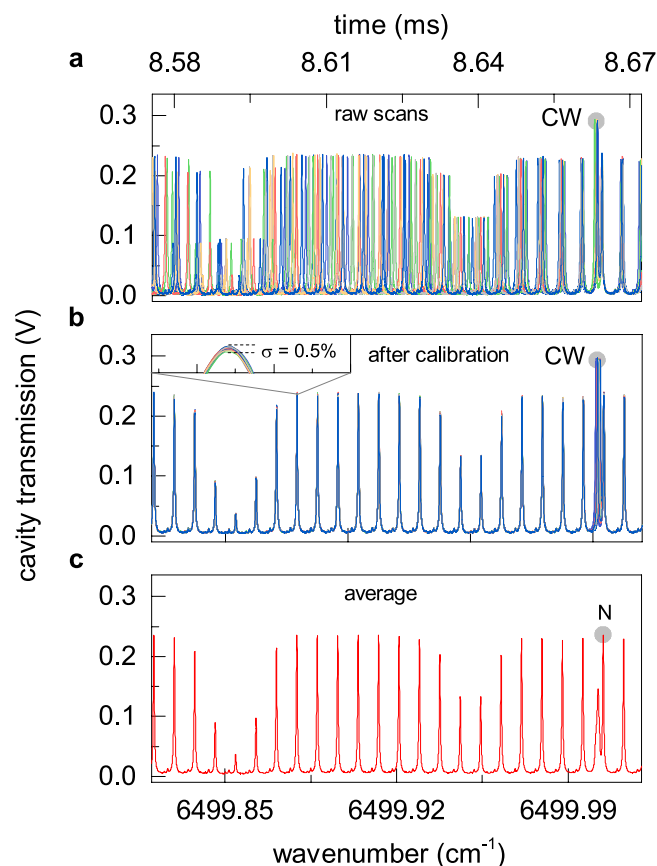 time (ms)
a
8.58 8.61 8.64 8.67
raw scans
CW
0.3
0.2
0.1
0.0
b
σ = 0.5%
after calibration
CW
0.3
0.2
0.1
0.0
cavity transmission (V)
c
average
N
0.3
0.2
0.1
0.0
6499.85 6499.92 6499.99
wavenumber (cm⁻¹)